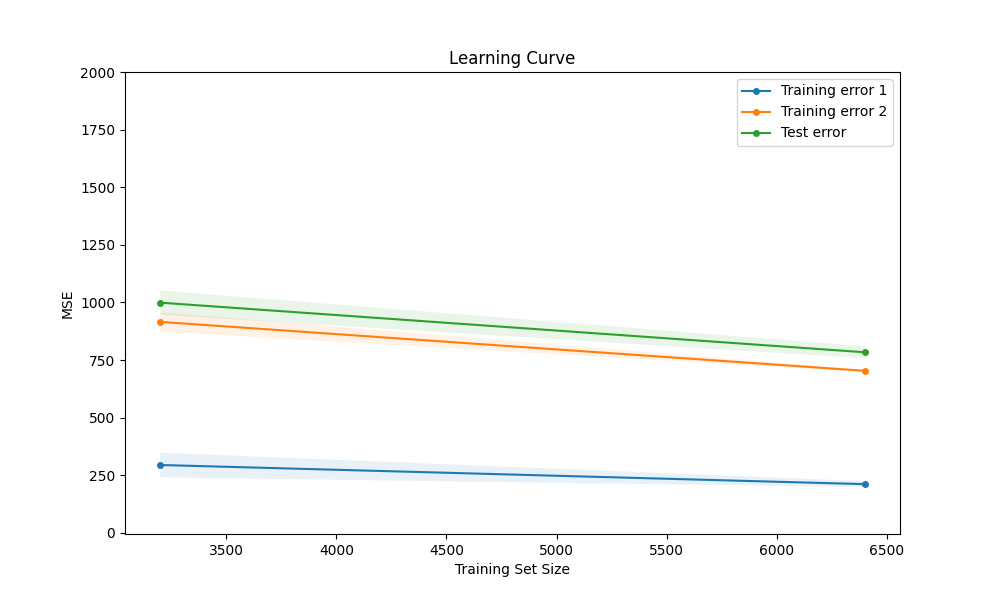 Learning Curve
Training error 1
Training error 2
Test error
2000
1750
1500
1250
1000
750
500
250
0
MSE
3500 4000 4500 5000 5500 6000 6500
Training Set Size